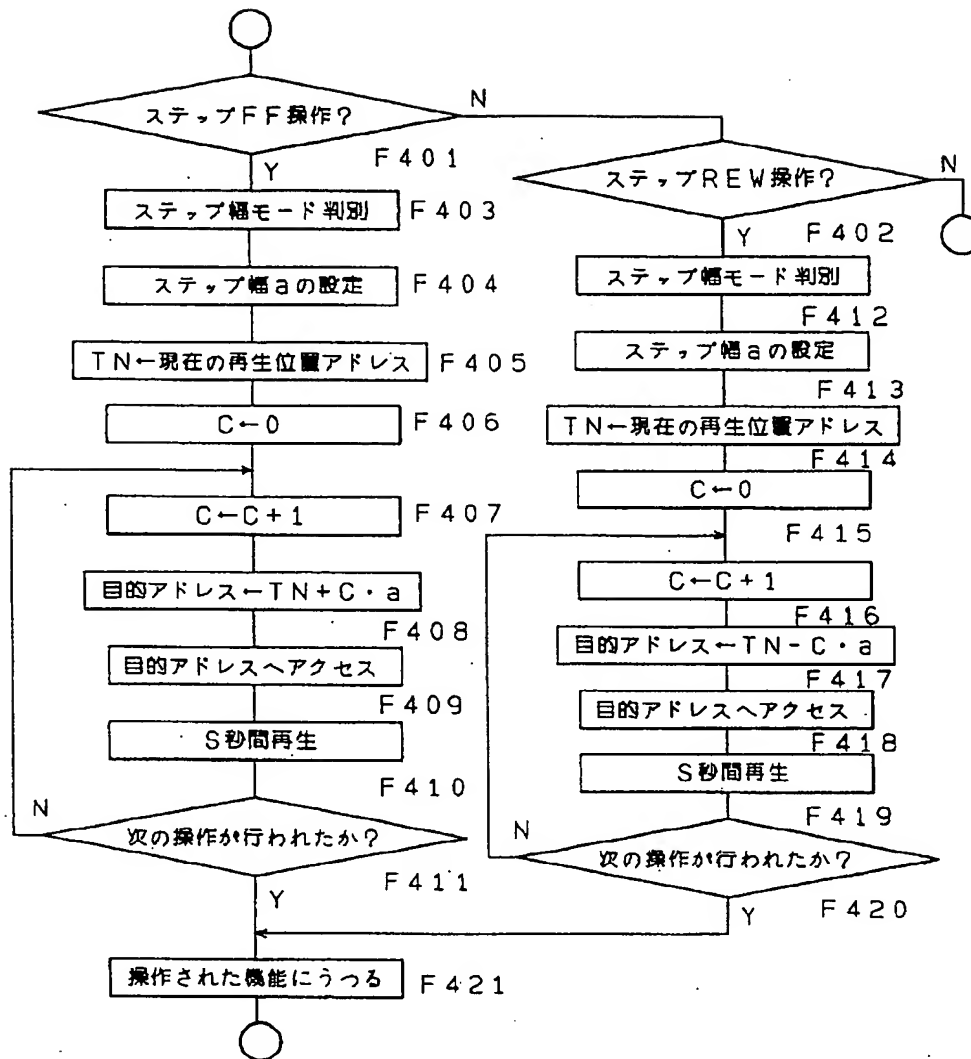 ステップFF操作?
N
Y
F401
ステップ幅モード判別
F403
ステップ幅aの設定
F404
TN←現在の再生位置アドレス
F405
C←0
F406
C←C+1
F407
目的アドレス←TN+C・a
F408
目的アドレスへアクセス
F409
S秒間再生
F410
N
次の操作が行われたか?
F411
Y
ステップREW操作?
N
Y
F402
ステップ幅モード判別
F412
ステップ幅aの設定
F413
TN←現在の再生位置アドレス
F414
C←0
F415
C←C+1
F416
目的アドレス←TN-C・a
F417
目的アドレスへアクセス
F418
S秒間再生
F419
N
次の操作が行われたか?
F420
Y
操作された機能にうつる
F421